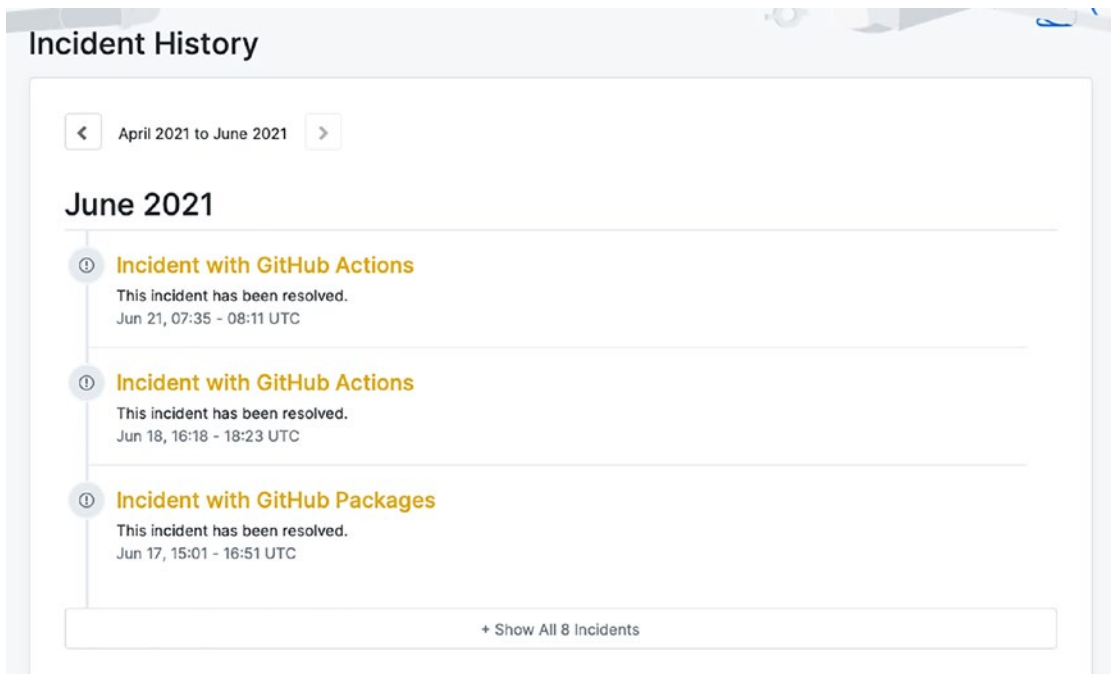 Incident History
April 2021 to June 2021
June 2021
Incident with GitHub Actions
This incident has been resolved.
Jun 21, 07:35 - 08:11 UTC
Incident with GitHub Actions
This incident has been resolved.
Jun 18, 16:18 - 18:23 UTC
Incident with GitHub Packages
This incident has been resolved.
Jun 17, 15:01 - 16:51 UTC
+ Show All 8 Incidents